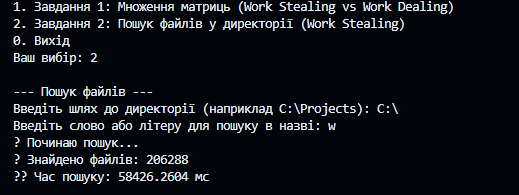 1. Завдання 1: Множення матриць (Work Stealing vs Work Dealing)
2. Завдання 2: Пошук файлів у директорії (Work Stealing)
0. Вихід
Ваш вибір: 2
--- Пошук файлів ---
Введіть шлях до директорії (наприклад C:\Projects): C:\
Введіть слово або літеру для пошуку в назві: w
? Починаю пошук...
? Знайдено файлів: 206288
?? Час пошуку: 58426.2604 мс